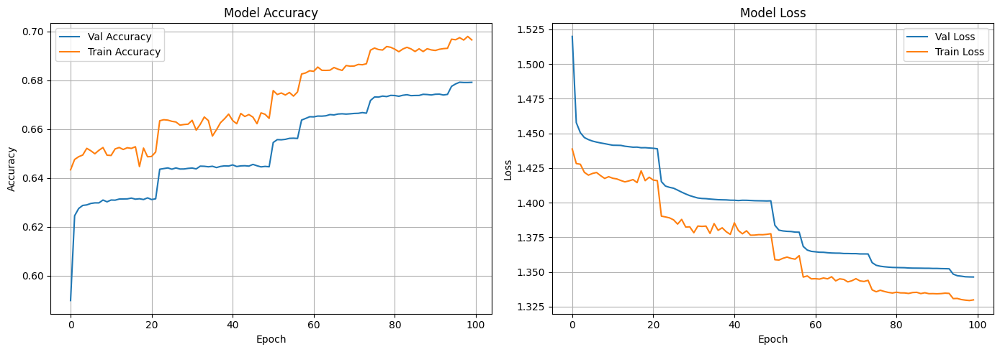 Model Accuracy
Val Accuracy
Train Accuracy
Accuracy
0.70
0.68
0.66
0.64
0.62
0.60
0
20
40
60
80
100
Epoch
Model Loss
Val Loss
Train Loss
Loss
1.525
1.500
1.475
1.450
1.425
1.400
1.375
1.350
1.325
0
20
40
60
80
100
Epoch